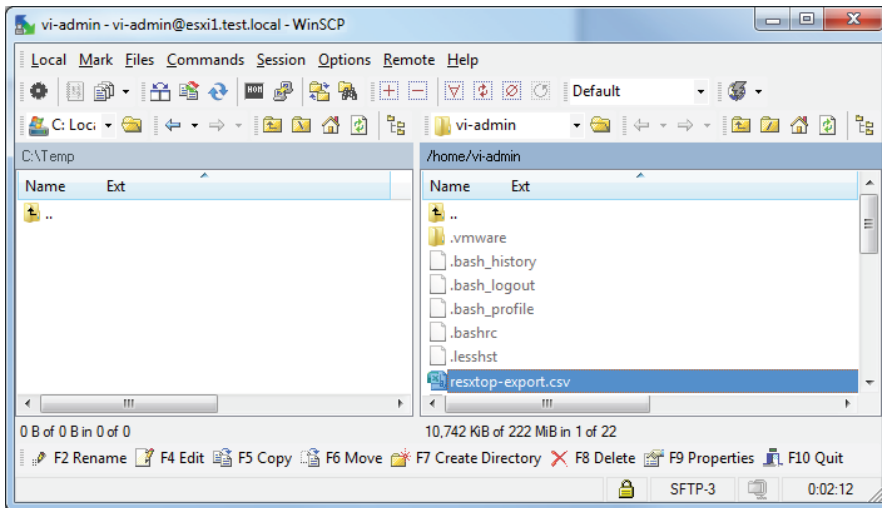 vi-admin - vi-admin@esxi1.test.local - WinSCP
Local Mark Files Commands Session Options Remote Help
Default
C: Loc
vi-admin
C:\Temp
/home/vi-admin
Name Ext
Name Ext
..
..
.vmware
.bash_history
.bash_logout
.bash_profile
.bashrc
.lesshst
resxtop-export.csv
0 B of 0 B in 0 of 0
10,742 KiB of 222 MiB in 1 of 22
F2 Rename F4 Edit F5 Copy F6 Move F7 Create Directory F8 Delete F9 Properties F10 Quit
SFTP-3 0:02:12